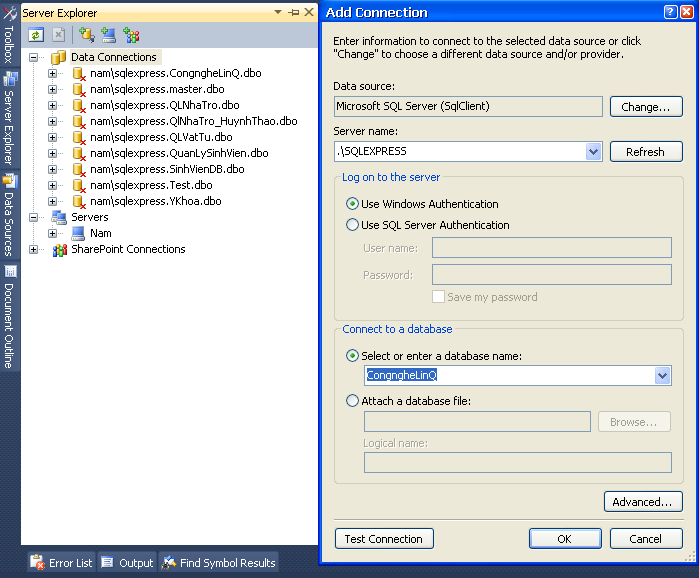 Toolbox
Server Explorer
Data Sources
Document Outline
Server Explorer
Data Connections
nam\sqlexpress.CongngheLinQ.dbo
nam\sqlexpress.master.dbo
nam\sqlexpress.QLNhaTro.dbo
nam\sqlexpress.QlNhaTro_HuynhThao.dbo
nam\sqlexpress.QLVatTu.dbo
nam\sqlexpress.QuanLySinhVien.dbo
nam\sqlexpress.SinhVienDB.dbo
nam\sqlexpress.Test.dbo
nam\sqlexpress.YKhoa.dbo
Servers
Nam
SharePoint Connections
Error List
Output
Find Symbol Results
Add Connection
Enter information to connect to the selected data source or click
"Change" to choose a different data source and/or provider.
Data source:
Microsoft SQL Server (SqlClient)
Change...
Server name:
.\SQLEXPRESS
Refresh
Log on to the server
Use Windows Authentication
Use SQL Server Authentication
User name:
Password:
Save my password
Connect to a database
Select or enter a database name:
CongngheLinQ
Attach a database file:
Browse...
Logical name:
Advanced...
Test Connection
OK
Cancel